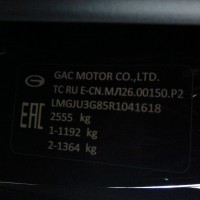 GAC MOTOR CO.,LTD.
TC RU E-CN.МЛ26.00150.P2
LMGJU3G85R1041618
EAC 2555 kg
1-1192 kg
2-1364 kg